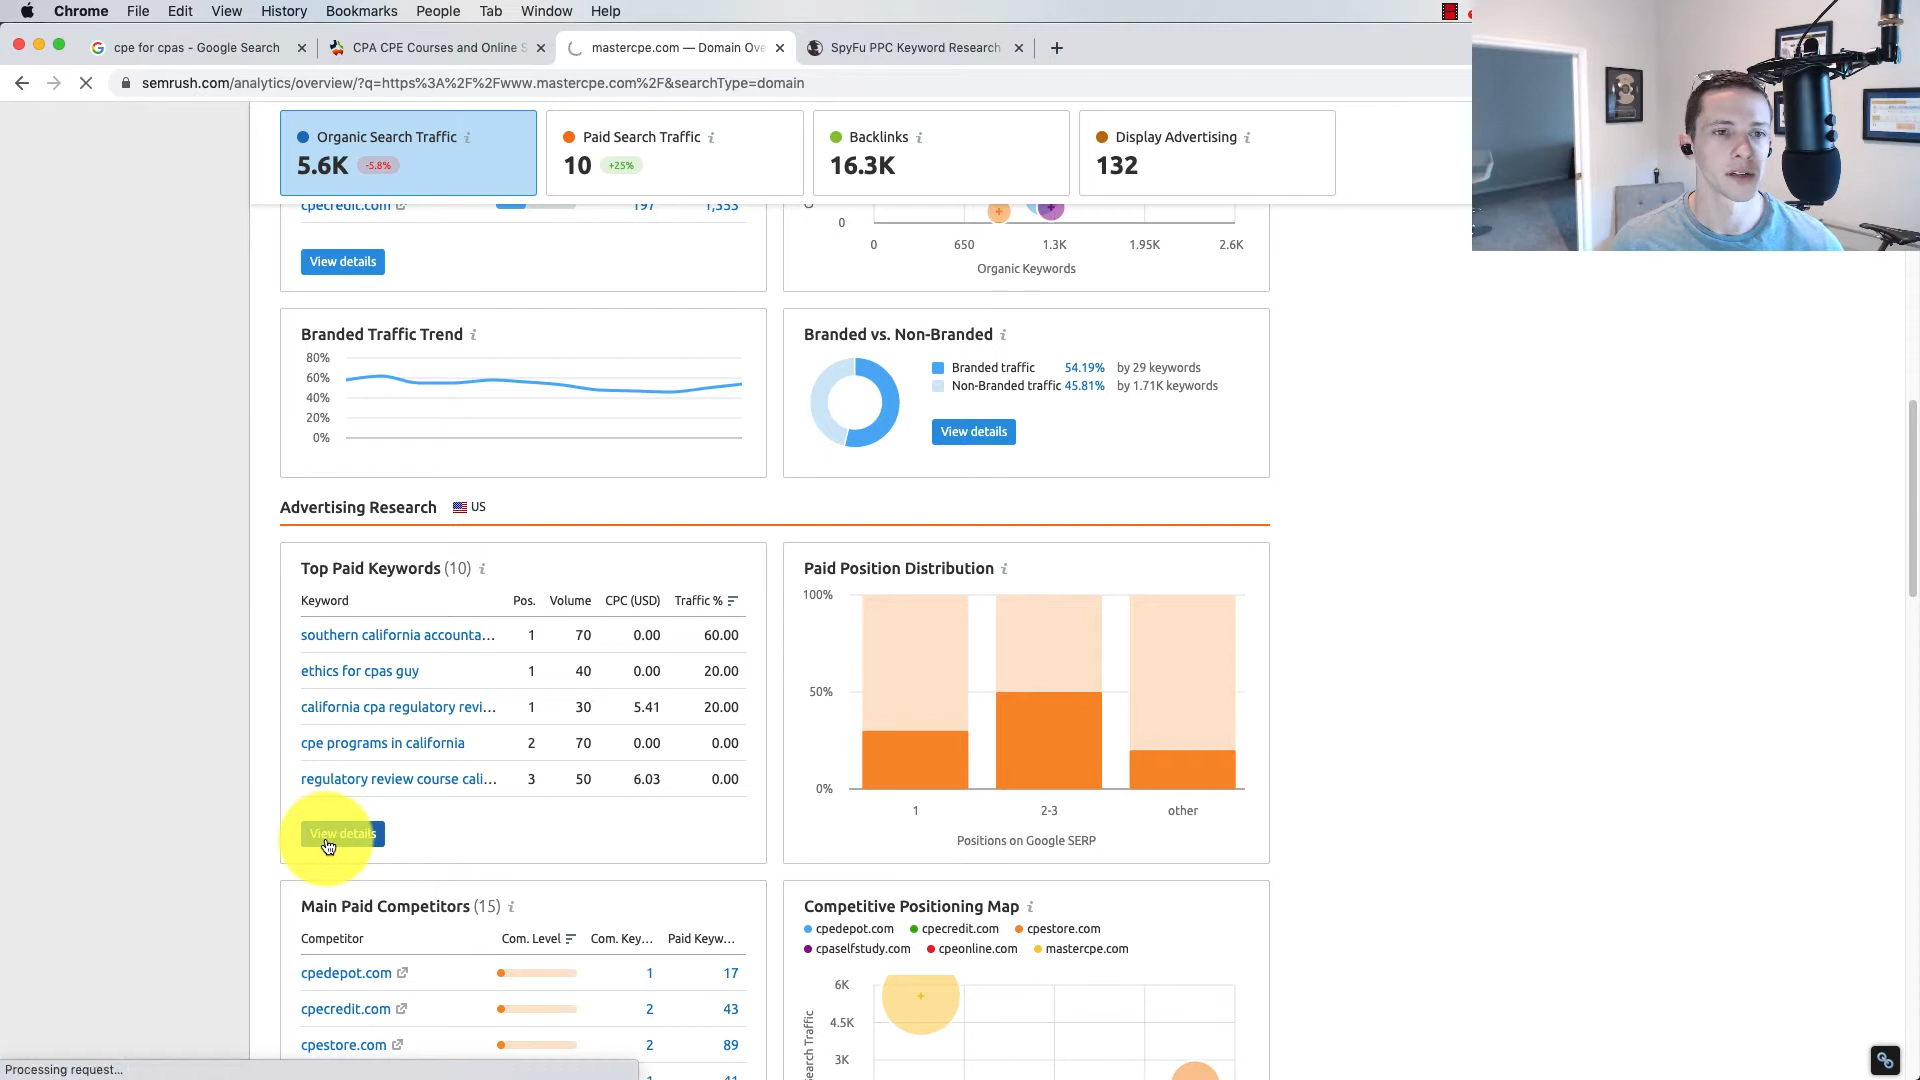 Chrome File Edit View History Bookmarks People Tab Window Help
cpe for cpas - Google Search
CPA CPE Courses and Online S
mastercpe.com — Domain Ove
SpyFu PPC Keyword Research
semrush.com/analytics/overview/?q=https%3A%2F%2Fwww.mastercpe.com%2F&searchType=domain
Organic Search Traffic
5.6K -5.8%
Paid Search Traffic
10 +25%
Backlinks
16.3K
Display Advertising
132
cpecredit.com 197 1,353
View details
0
0 650 1.3K 1.95K 2.6K
Organic Keywords
Branded Traffic Trend
80%
60%
40%
20%
0%
Branded vs. Non-Branded
Branded traffic 54.19% by 29 keywords
Non-Branded traffic 45.81% by 1.71K keywords
View details
Advertising Research US
Top Paid Keywords (10)
Keyword Pos. Volume CPC (USD) Traffic %
southern california accounta... 1 70 0.00 60.00
ethics for cpas guy 1 40 0.00 20.00
california cpa regulatory revi... 1 30 5.41 20.00
cpe programs in california 2 70 0.00 0.00
regulatory review course cali... 3 50 6.03 0.00
View details
Paid Position Distribution
100%
50%
0%
1 2-3 other
Positions on Google SERP
Main Paid Competitors (15)
Competitor Com. Level Com. Key... Paid Keyw...
cpedepot.com 1 17
cpecredit.com 2 43
cpestore.com 2 89
Competitive Positioning Map
cpedepot.com cpecredit.com cpestore.com
cpaselfstudy.com cpeonline.com mastercpe.com
6K
4.5K
3K
Search Traffic
Processing request...